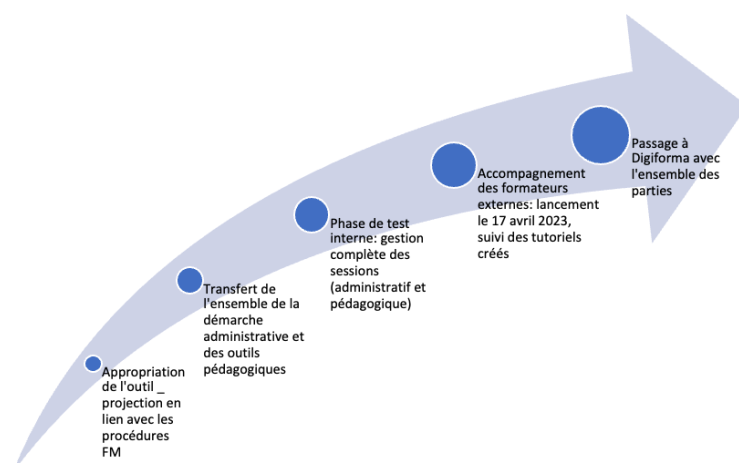 Appropriation
de l'outil _
projection en
lien avec les
procédures
FM
Transfert de
l'ensemble de la
démarche
administrative et
des outils
pédagogiques
Phase de test
interne: gestion
complète des
sessions
(administratif et
pédagogique)
Accompagnement
des formateurs
externes: lancement
le 17 avril 2023,
suivi des tutoriels
créés
Passage à
Digiforma avec
l'ensemble des
parties